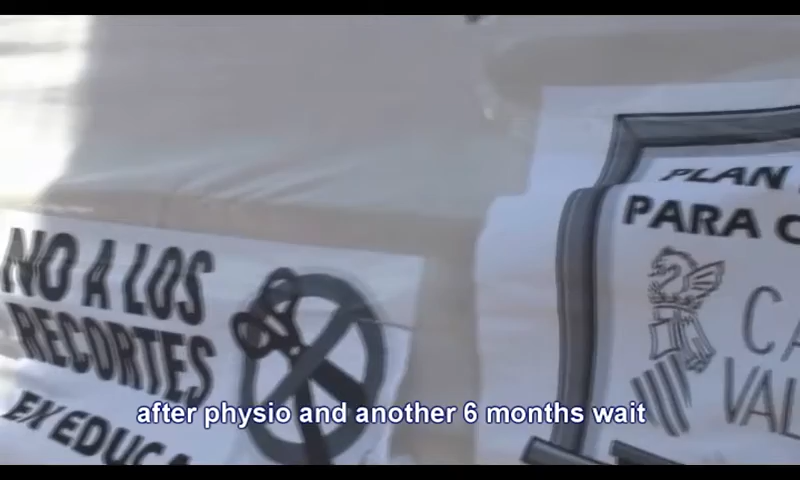 NO A LOS
RECORTES
EN EDUCA
PLAN
PARA C
CA
VAL
after physio and another 6 months wait